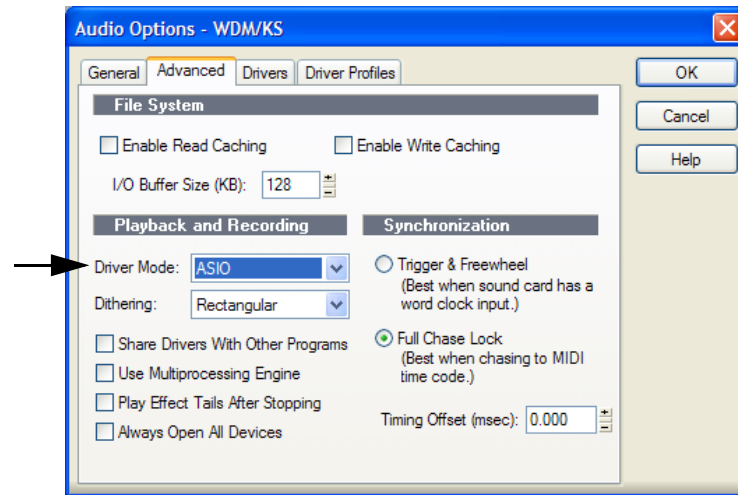 Audio Options - WDM/KS
General Advanced Drivers Driver Profiles
OK
Cancel
Help
File System
Enable Read Caching
Enable Write Caching
I/O Buffer Size (KB): 128
Playback and Recording
Driver Mode: ASIO
Dithering: Rectangular
Share Drivers With Other Programs
Use Multiprocessing Engine
Play Effect Tails After Stopping
Always Open All Devices
Synchronization
Trigger & Freewheel
(Best when sound card has a
word clock input.)
Full Chase Lock
(Best when chasing to MIDI
time code.)
Timing Offset (msec): 0.000